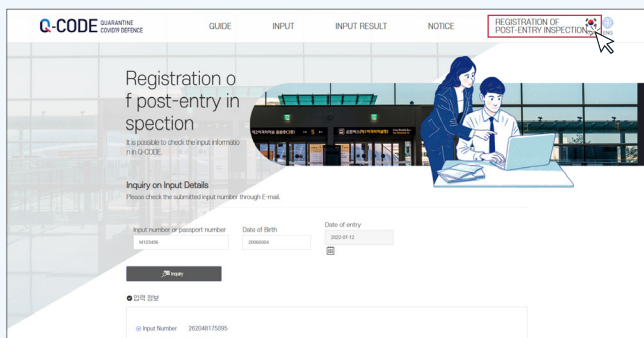 Q-CODE QUARANTINE
COVID19 DEFENCE
GUIDE
INPUT
INPUT RESULT
NOTICE
REGISTRATION OF
POST-ENTRY INSPECTION
ENG
Registration o
f post-entry in
spection
It is possible to check the input informatio
n in Q-CODE.
5
Inquiry on Input Details
Please check the submitted input number through E-mail.
Input number or passport number
Date of Birth
Date of entry
M123456
2022-07-12
Inquiry
입력 정보
Input Number 26204B175095